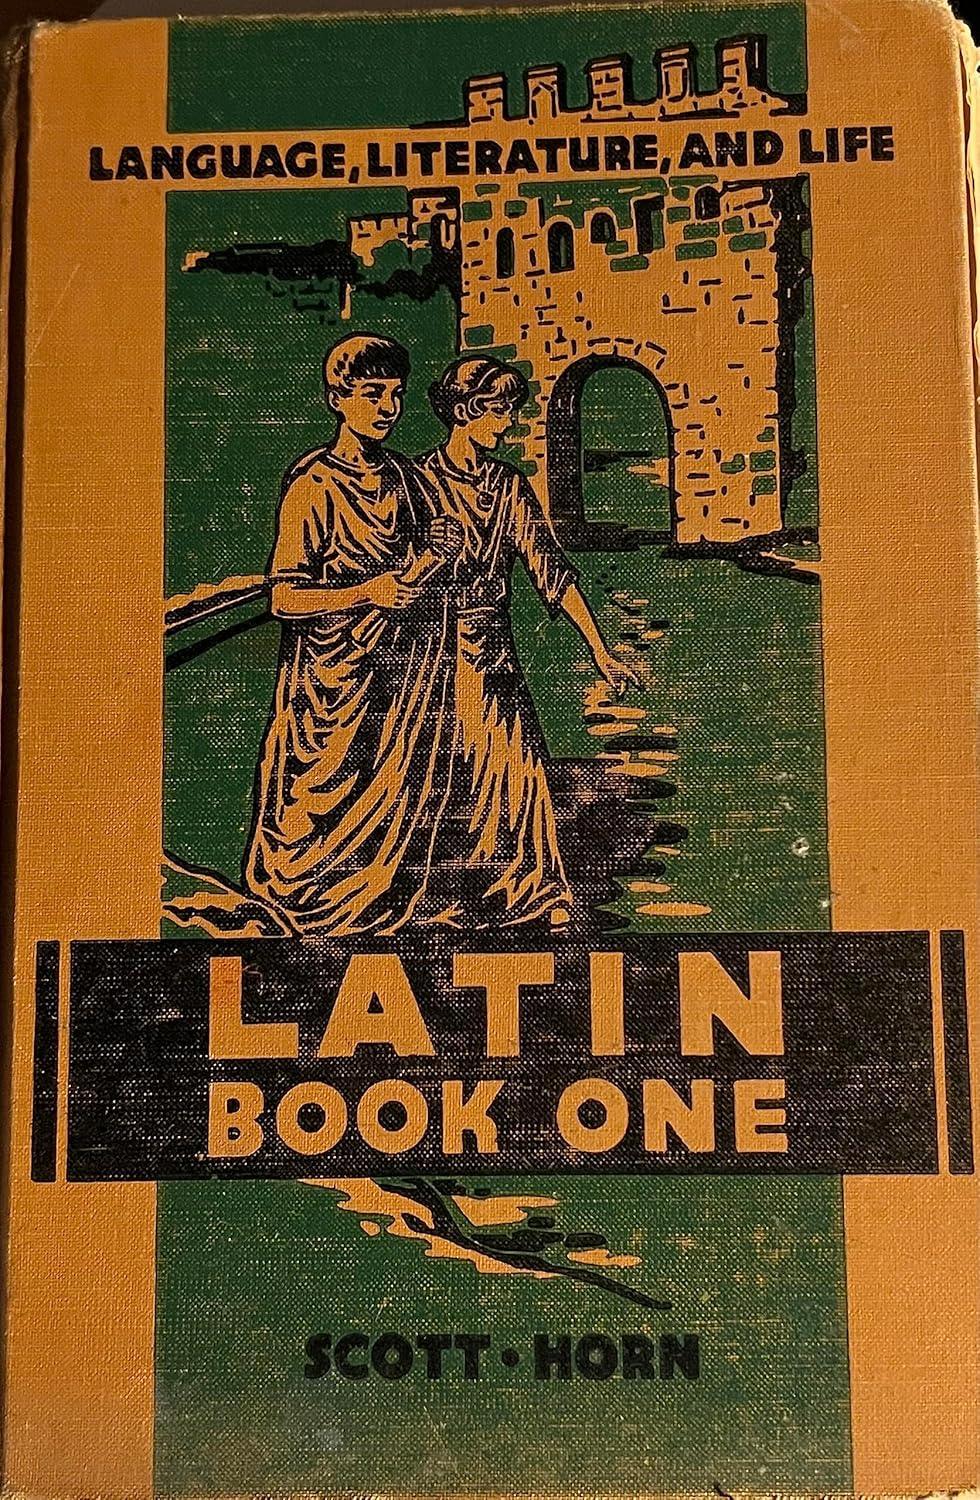 LANGUAGE, LITERATURE, AND LIFE
LATIN
BOOK ONE
SCOTT · HORN